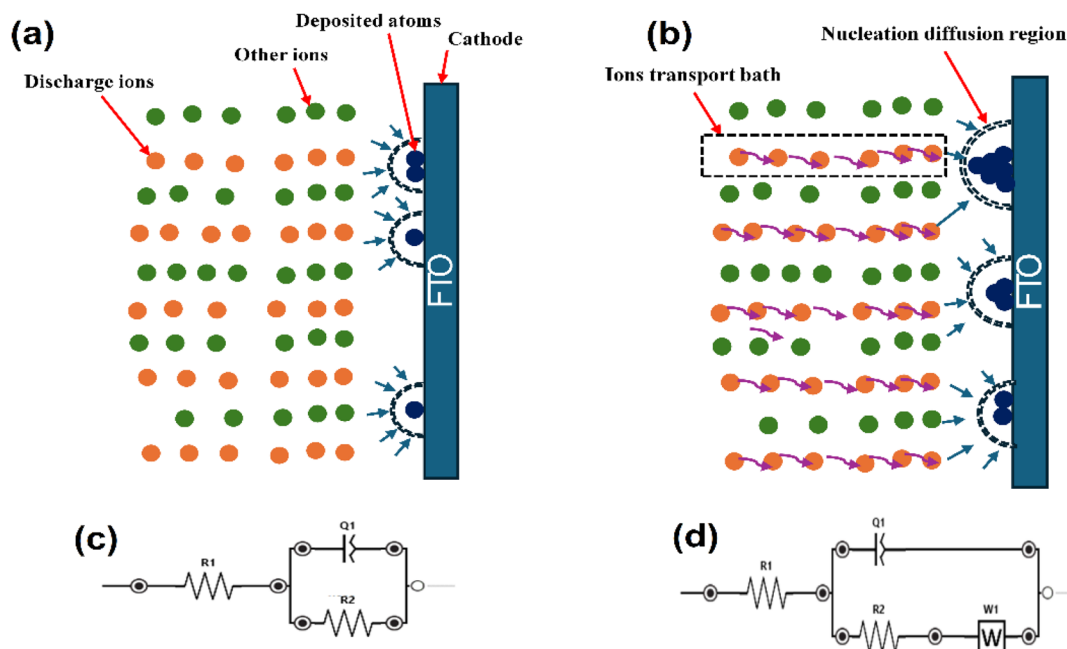 (a)
Deposited atoms
Other ions
Cathode
Discharge ions
FTO
(b)
Nucleation diffusion region
Ions transport bath
FTO
(c)
Q1
R1
R2
(d)
Q1
R1
R2
W1
W